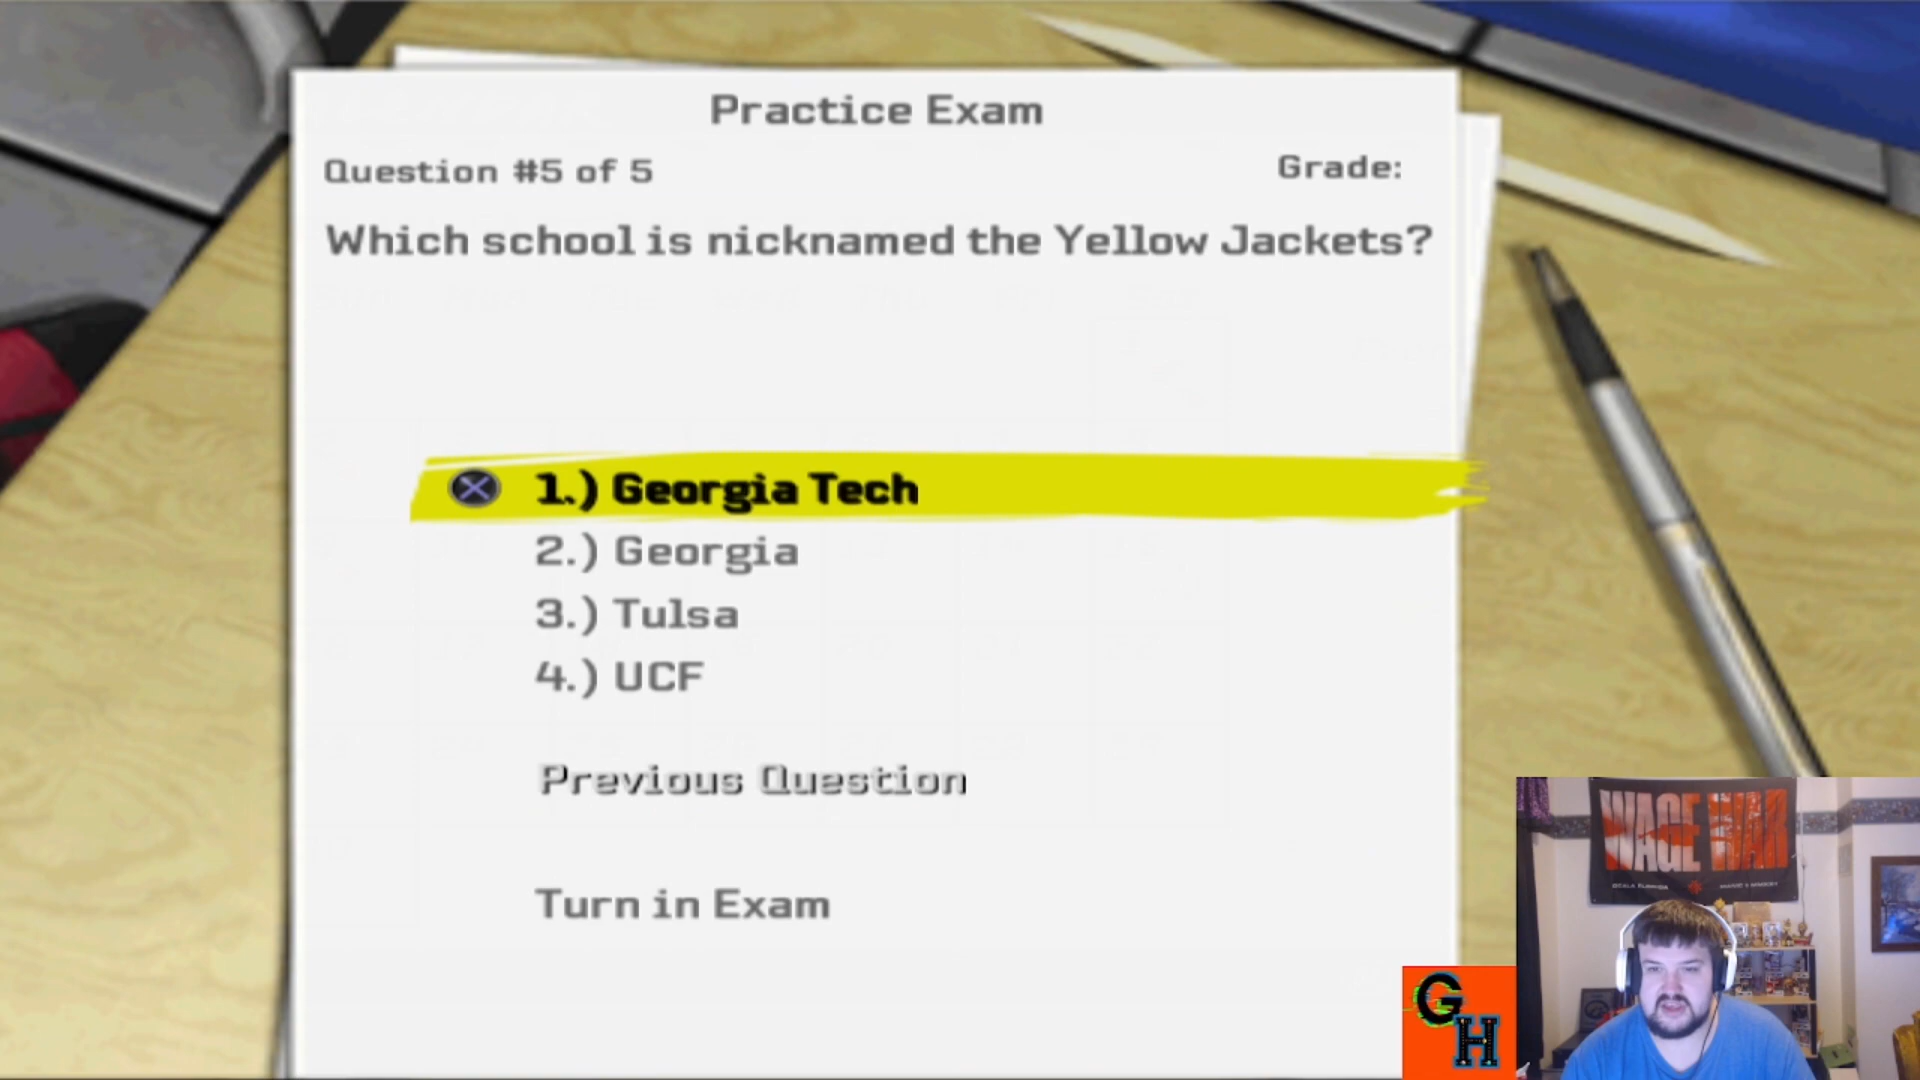 Practice Exam
Question #5 of 5
Grade:
Which school is nicknamed the Yellow Jackets?
1.) Georgia Tech
2.) Georgia
3.) Tulsa
4.) UCF
Previous Question
Turn in Exam
WAGE WAR
GH